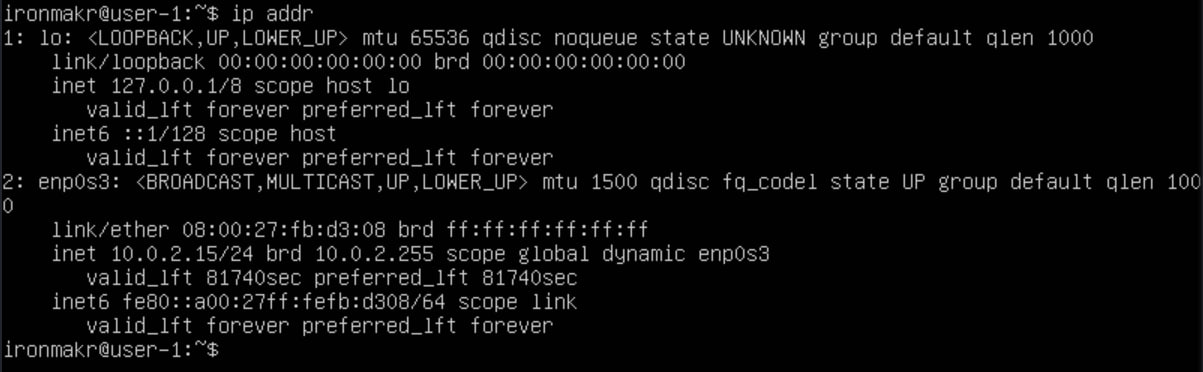 ironmakr@user-1:~$ ip addr
1: lo: <LOOPBACK,UP,LOWER_UP> mtu 65536 qdisc noqueue state UNKNOWN group default qlen 1000
    link/loopback 00:00:00:00:00:00 brd 00:00:00:00:00:00
    inet 127.0.0.1/8 scope host lo
       valid_lft forever preferred_lft forever
    inet6 ::1/128 scope host
       valid_lft forever preferred_lft forever
2: enp0s3: <BROADCAST,MULTICAST,UP,LOWER_UP> mtu 1500 qdisc fq_codel state UP group default qlen 100
0
    link/ether 08:00:27:fb:d3:08 brd ff:ff:ff:ff:ff:ff
    inet 10.0.2.15/24 brd 10.0.2.255 scope global dynamic enp0s3
       valid_lft 81740sec preferred_lft 81740sec
    inet6 fe80::a00:27ff:fefb:d308/64 scope link
       valid_lft forever preferred_lft forever
ironmakr@user-1:~$